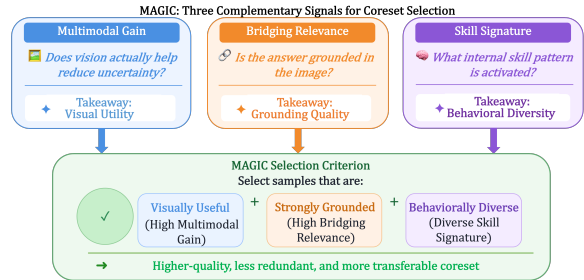 MAGIC: Three Complementary Signals for Coreset Selection
Multimodal Gain
Does vision actually help
reduce uncertainty?
Takeaway:
Visual Utility
Bridging Relevance
Is the answer grounded in
the image?
Takeaway:
Grounding Quality
Skill Signature
What internal skill pattern
is activated?
Takeaway:
Behavioral Diversity
MAGIC Selection Criterion
Select samples that are:
✓
Visually Useful
(High Multimodal
Gain)
+
Strongly Grounded
(High Bridging
Relevance)
+
Behaviorally Diverse
(Diverse Skill
Signature)
➜ Higher-quality, less redundant, and more transferable coreset